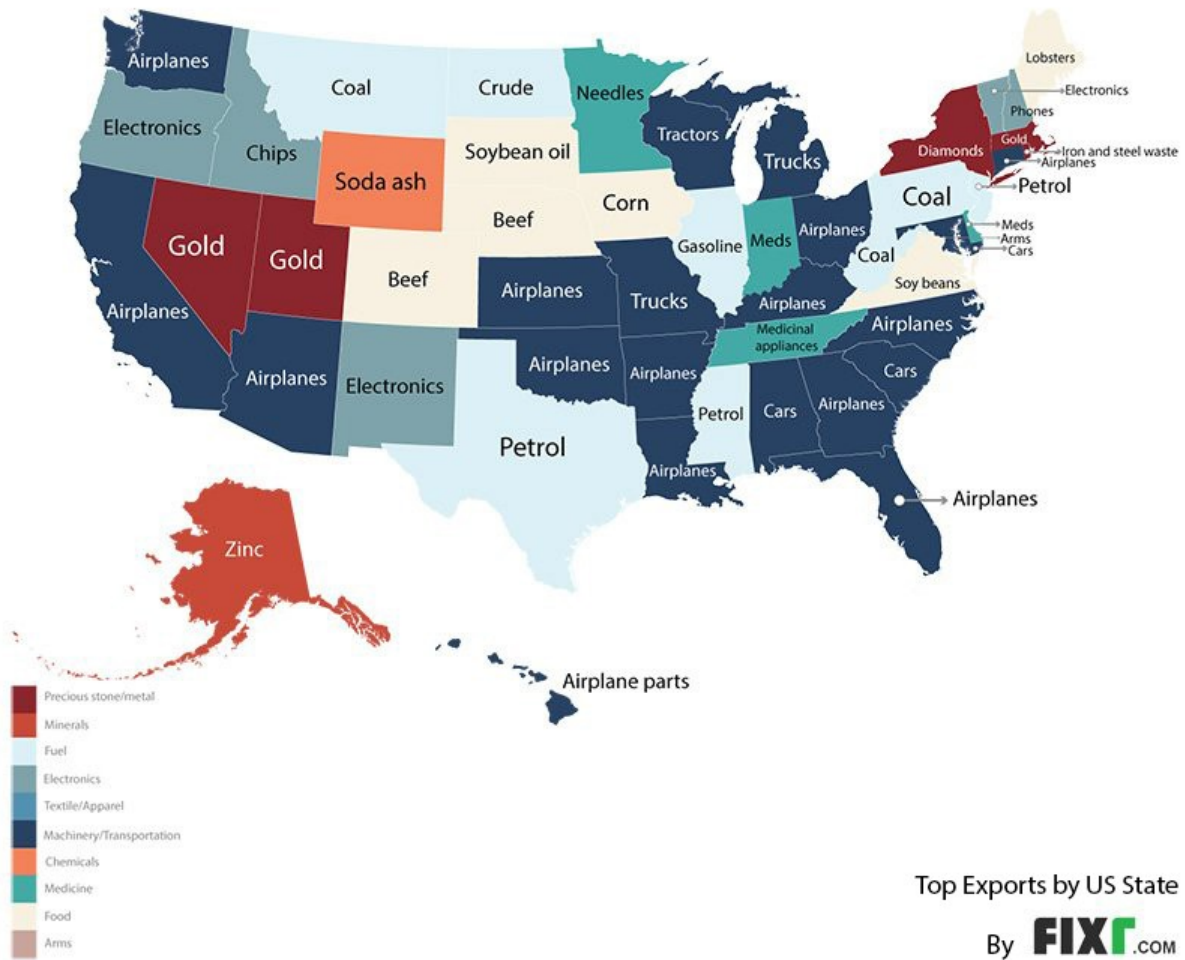 Airplanes
Coal
Crude
Needles
Lobsters
Electronics
Phones
Electronics
Chips
Soybean oil
Tractors
Trucks
Diamonds
Gold
Iron and steel waste
Airplanes
Soda ash
Petrol
Corn
Beef
Coal
Meds
Arms
Cars
Gold
Gold
Beef
Gasoline
Meds
Airplanes
Coal
Soy beans
Airplanes
Airplanes
Trucks
Airplanes
Airplanes
Medicinal
appliances
Airplanes
Electronics
Airplanes
Airplanes
Cars
Petrol
Petrol
Cars
Airplanes
Airplanes
Airplanes
Zinc
Airplane parts
Precious stone/metal
Minerals
Fuel
Electronics
Textile/Apparel
Machinery/Transportation
Chemicals
Medicine
Food
Arms
Top Exports by US State
By FIXr.COM